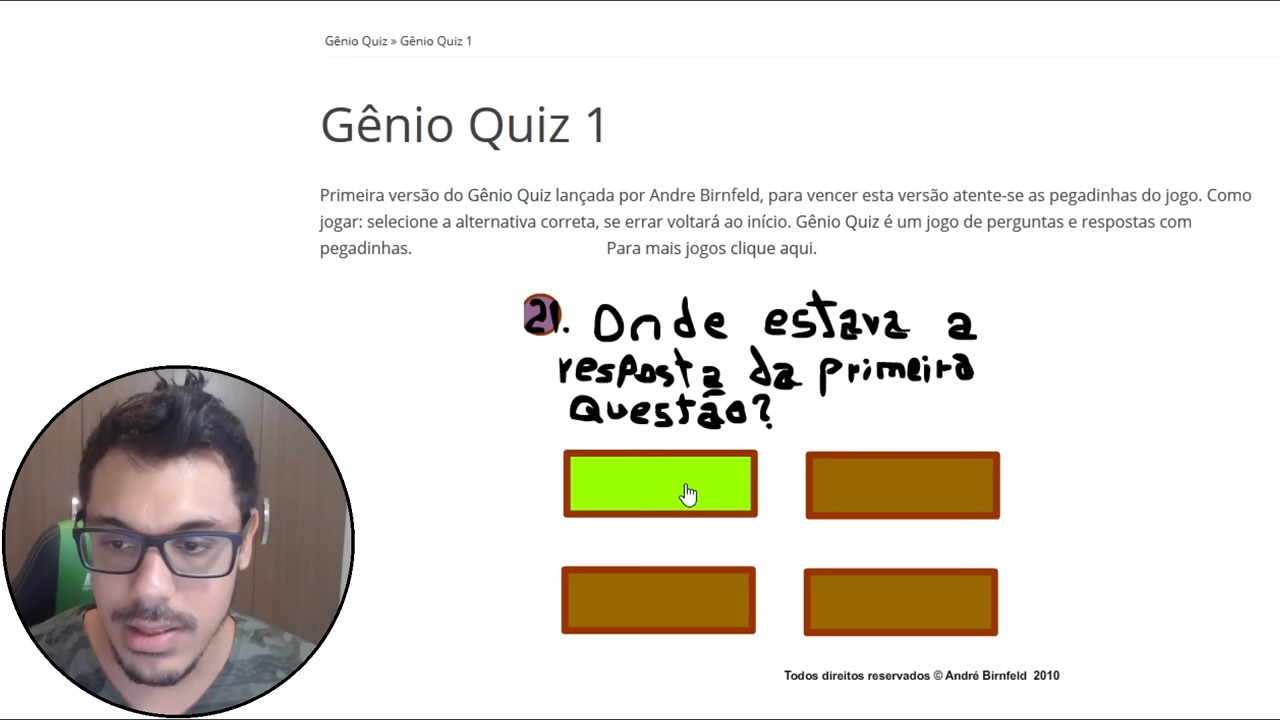 Gênio Quiz » Gênio Quiz 1
Gênio Quiz 1
Primeira versão do Gênio Quiz lançada por Andre Birnfeld, para vencer esta versão atente-se as pegadinhas do jogo. Como
jogar: selecione a alternativa correta, se errar voltará ao início. Gênio Quiz é um jogo de perguntas e respostas com
pegadinhas. Para mais jogos clique aqui.
21. Onde estava a
resposta da primeira
Questão?
Todos direitos reservados © André Birnfeld 2010